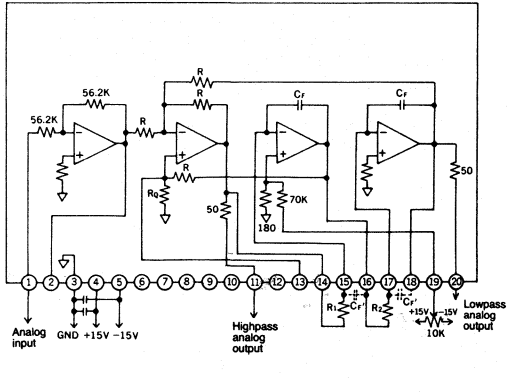 R
56.2K
R
CF
CF
56.2K
R
−
+
−
+
R
−
+
−
+
RQ
50
180
70K
50
1 2 3 4 5 6 7 8 9 10 11 12 13 14 15 16 17 18 19 20
Analog input
GND +15V −15V
Highpass analog output
R1
CF'
R2
CF'
+15V −15V
10K
Lowpass analog output